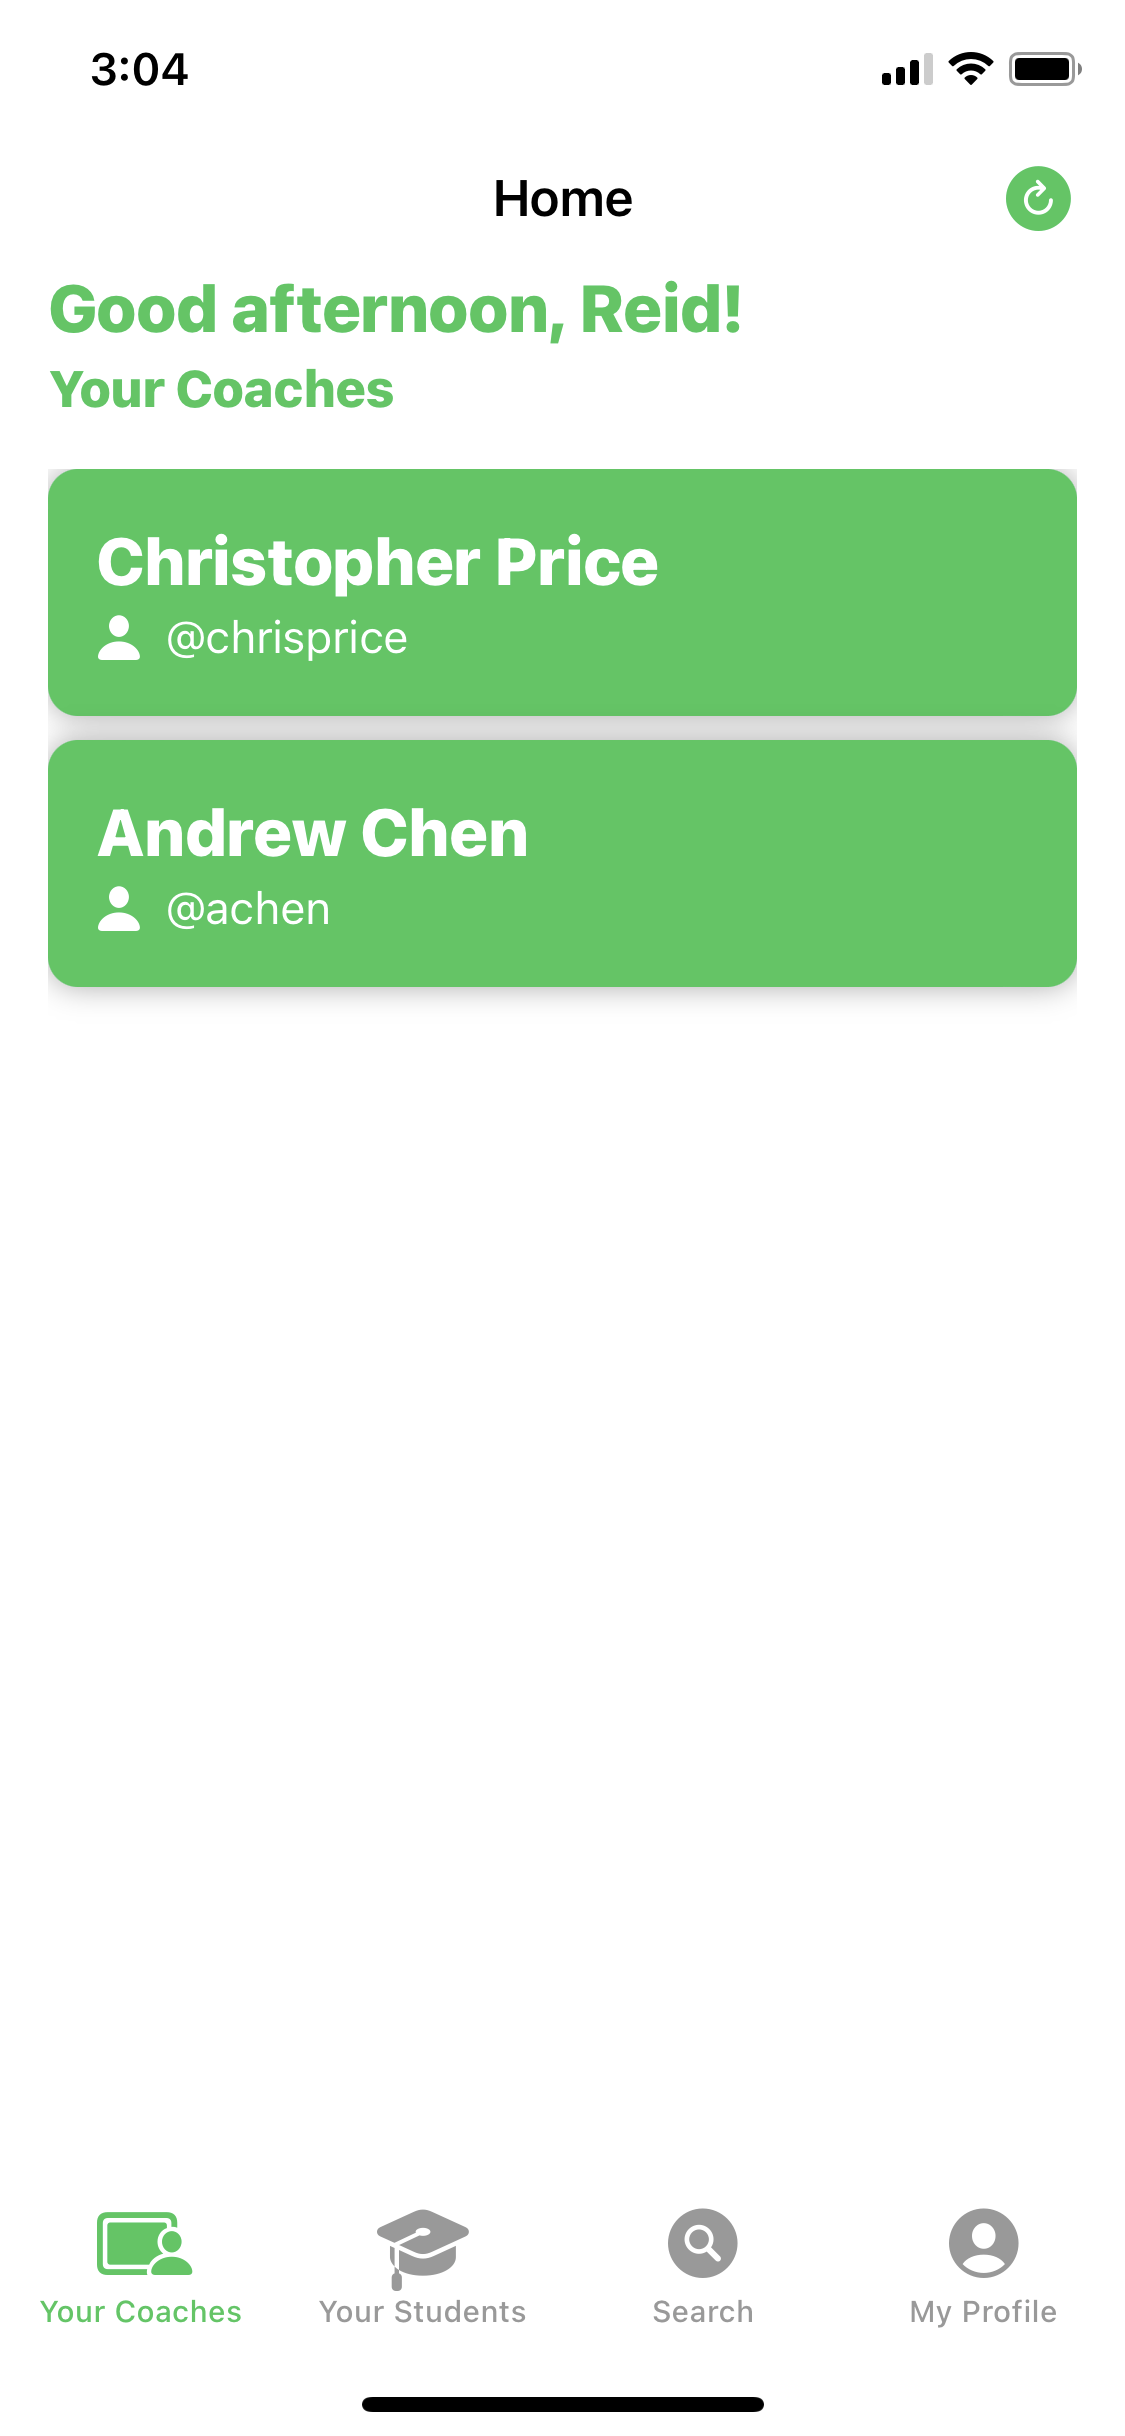 3:04
Home
Good afternoon, Reid!
Your Coaches
Christopher Price
@chrisprice
Andrew Chen
@achen
Your Coaches
Your Students
Search
My Profile